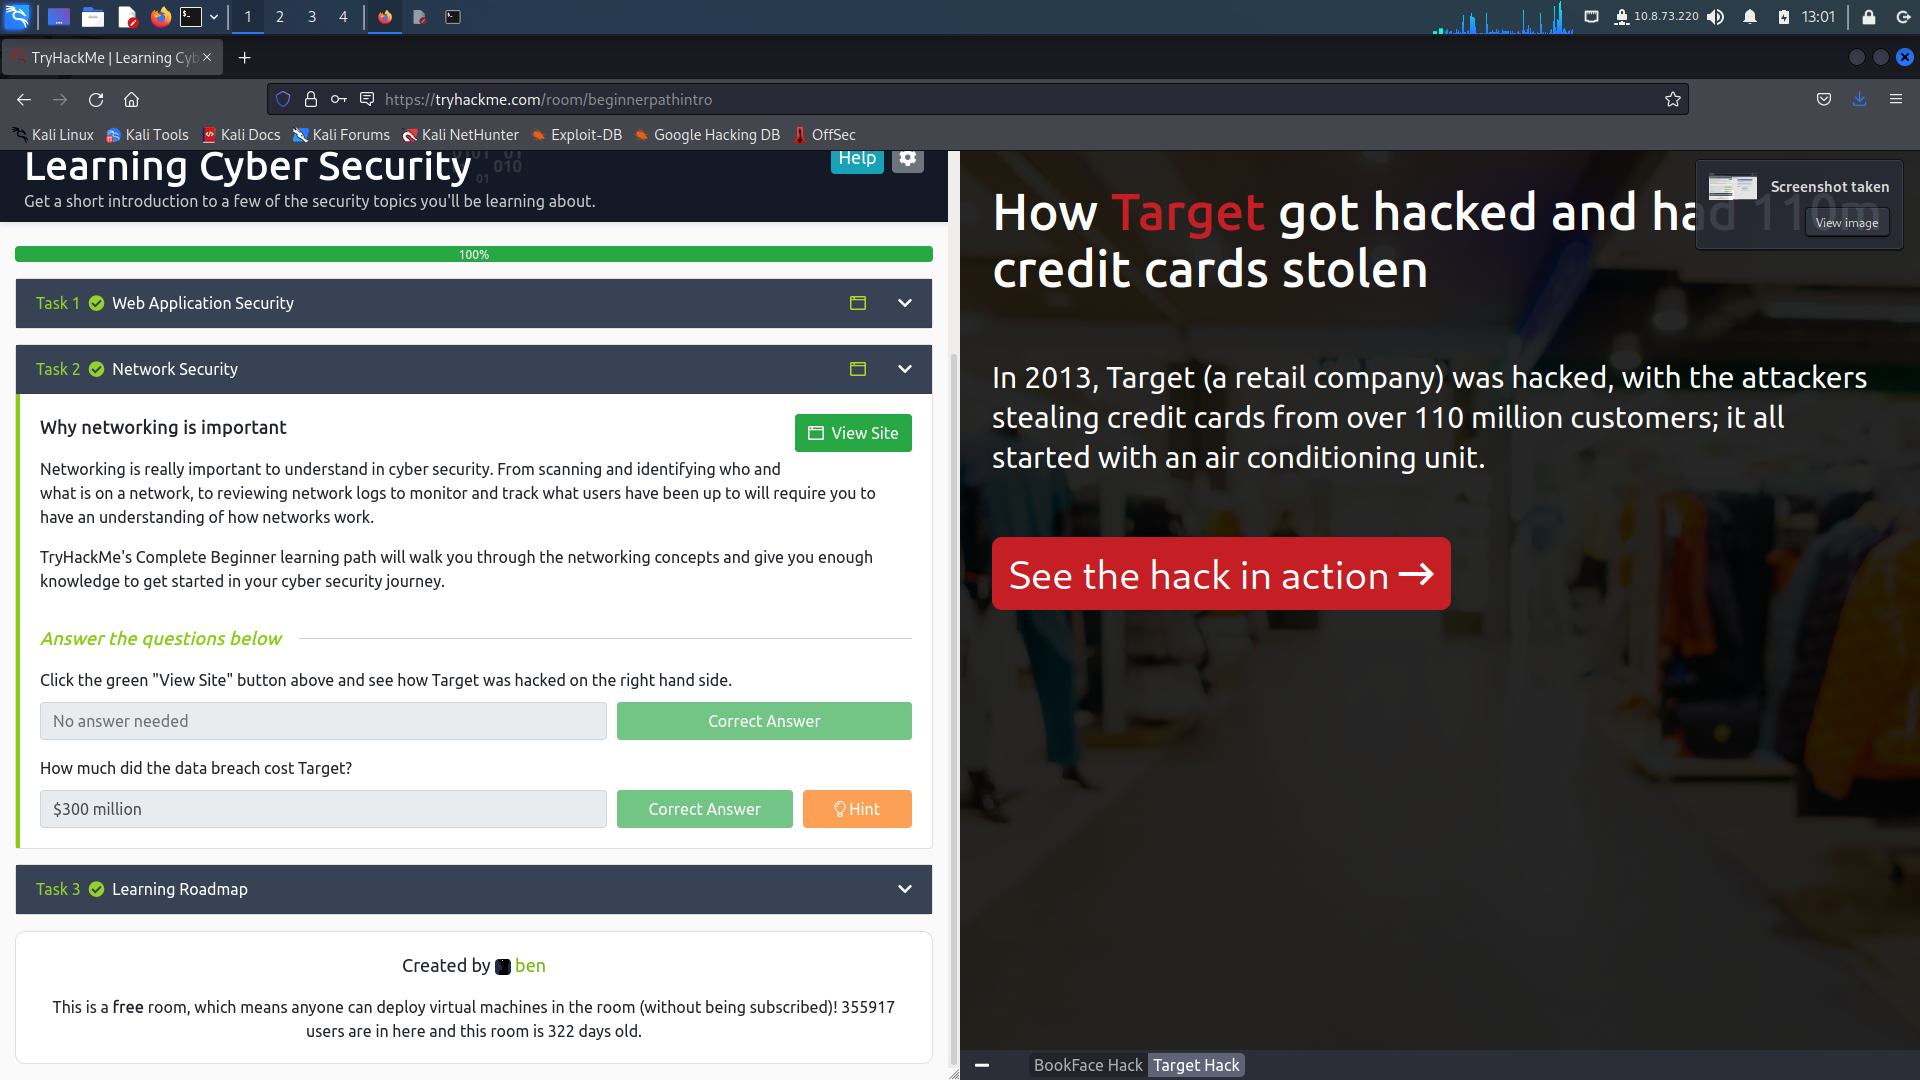 1 2 3 4
10.8.73.220
13:01
TryHackMe | Learning Cyb
https://tryhackme.com/room/beginnerpathintro
Kali Linux Kali Tools Kali Docs Kali Forums Kali NetHunter Exploit-DB Google Hacking DB OffSec
Learning Cyber Security
Get a short introduction to a few of the security topics you'll be learning about.
Help
100%
Task 1 Web Application Security
Task 2 Network Security
Why networking is important
View Site
Networking is really important to understand in cyber security. From scanning and identifying who and
what is on a network, to reviewing network logs to monitor and track what users have been up to will require you to
have an understanding of how networks work.
TryHackMe's Complete Beginner learning path will walk you through the networking concepts and give you enough
knowledge to get started in your cyber security journey.
Answer the questions below
Click the green "View Site" button above and see how Target was hacked on the right hand side.
No answer needed
Correct Answer
How much did the data breach cost Target?
$300 million
Correct Answer
Hint
Task 3 Learning Roadmap
Created by ben
This is a free room, which means anyone can deploy virtual machines in the room (without being subscribed)! 355917
users are in here and this room is 322 days old.
How Target got hacked and had 110m
credit cards stolen
Screenshot taken
View image
In 2013, Target (a retail company) was hacked, with the attackers
stealing credit cards from over 110 million customers; it all
started with an air conditioning unit.
See the hack in action →
BookFace Hack Target Hack